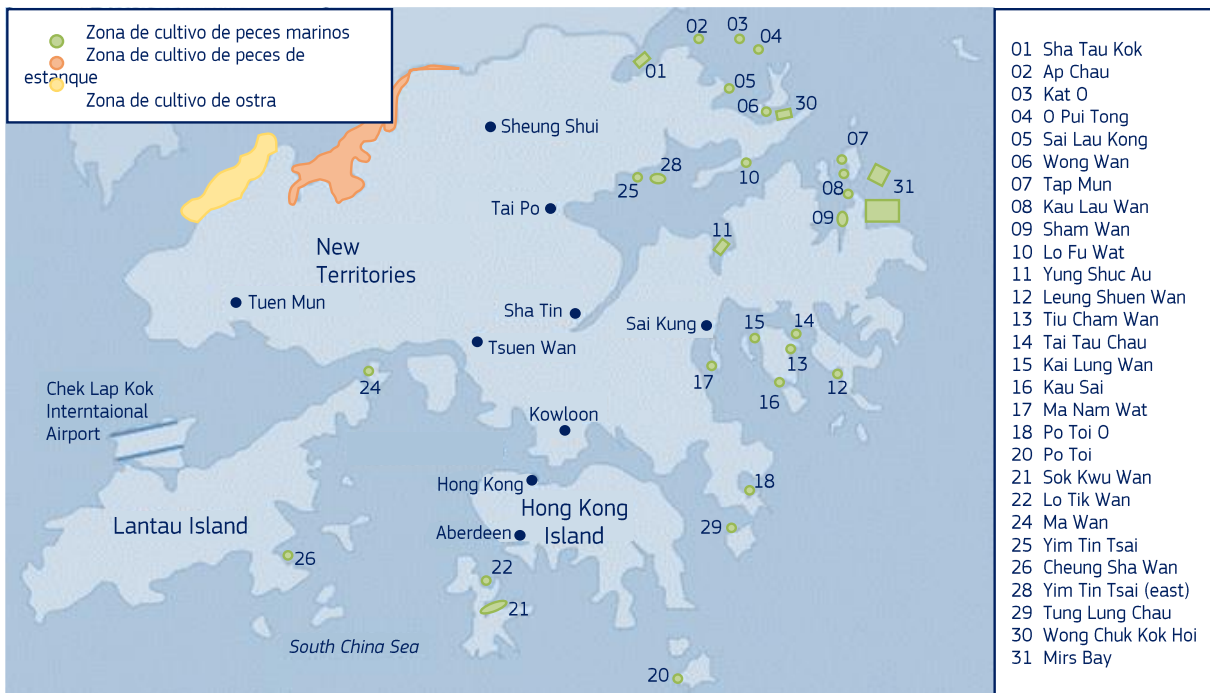 Zona de cultivo de peces marinos
Zona de cultivo de peces de
estanque
Zona de cultivo de ostra
02
03
04
01
05
06
30
Sheung Shui
07
28
25
10
08
31
Tai Po
09
11
New
Territories
Tuen Mun
Sha Tin
Sai Kung
15
14
Tsuen Wan
13
17
12
24
16
Chek Lap Kok
Interntaional
Airport
Kowloon
18
Hong Kong
Hong Kong
Island
Lantau Island
29
Aberdeen
26
22
21
South China Sea
20
01 Sha Tau Kok
02 Ap Chau
03 Kat O
04 O Pui Tong
05 Sai Lau Kong
06 Wong Wan
07 Tap Mun
08 Kau Lau Wan
09 Sham Wan
10 Lo Fu Wat
11 Yung Shuc Au
12 Leung Shuen Wan
13 Tiu Cham Wan
14 Tai Tau Chau
15 Kai Lung Wan
16 Kau Sai
17 Ma Nam Wat
18 Po Toi O
20 Po Toi
21 Sok Kwu Wan
22 Lo Tik Wan
24 Ma Wan
25 Yim Tin Tsai
26 Cheung Sha Wan
28 Yim Tin Tsai (east)
29 Tung Lung Chau
30 Wong Chuk Kok Hoi
31 Mirs Bay